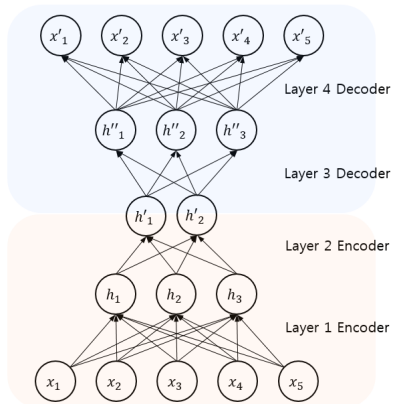 x'₁ x'₂ x'₃ x'₄ x'₅
Layer 4 Decoder
h''₁ h''₂ h''₃
Layer 3 Decoder
h'₁ h'₂
Layer 2 Encoder
h₁ h₂ h₃
Layer 1 Encoder
x₁ x₂ x₃ x₄ x₅